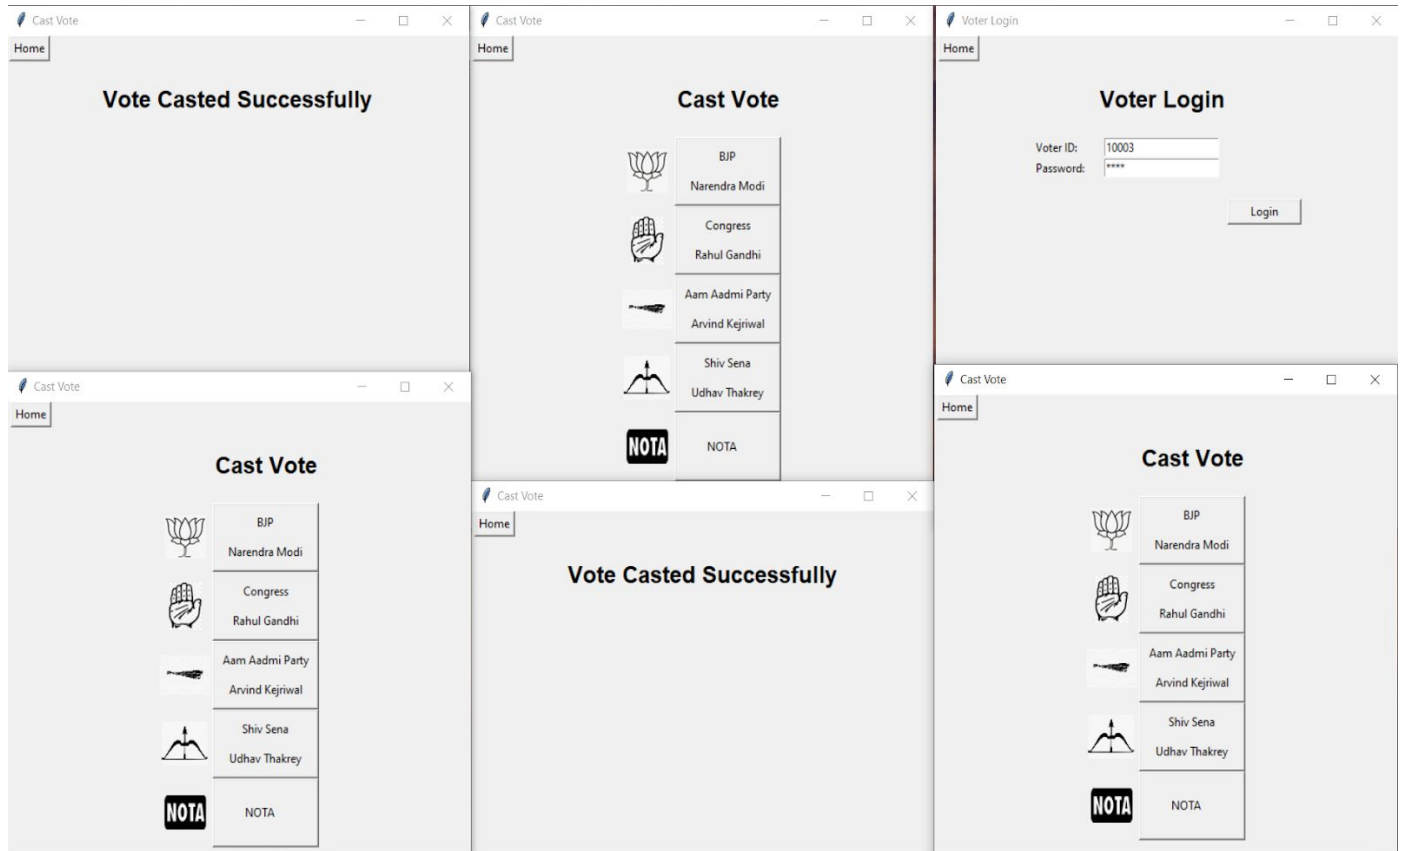 Cast Vote
Home
Vote Casted Successfully
Cast Vote
Home
Cast Vote
BJP
Narendra Modi
Congress
Rahul Gandhi
Aam Aadmi Party
Arvind Kejriwal
Shiv Sena
Udhav Thakrey
NOTA NOTA
Voter Login
Home
Voter Login
Voter ID: 10003
Password: ****
Login
Cast Vote
Home
Cast Vote
BJP
Narendra Modi
Congress
Rahul Gandhi
Aam Aadmi Party
Arvind Kejriwal
Shiv Sena
Udhav Thakrey
NOTA NOTA
Cast Vote
Home
Vote Casted Successfully
Cast Vote
Home
Cast Vote
BJP
Narendra Modi
Congress
Rahul Gandhi
Aam Aadmi Party
Arvind Kejriwal
Shiv Sena
Udhav Thakrey
NOTA NOTA